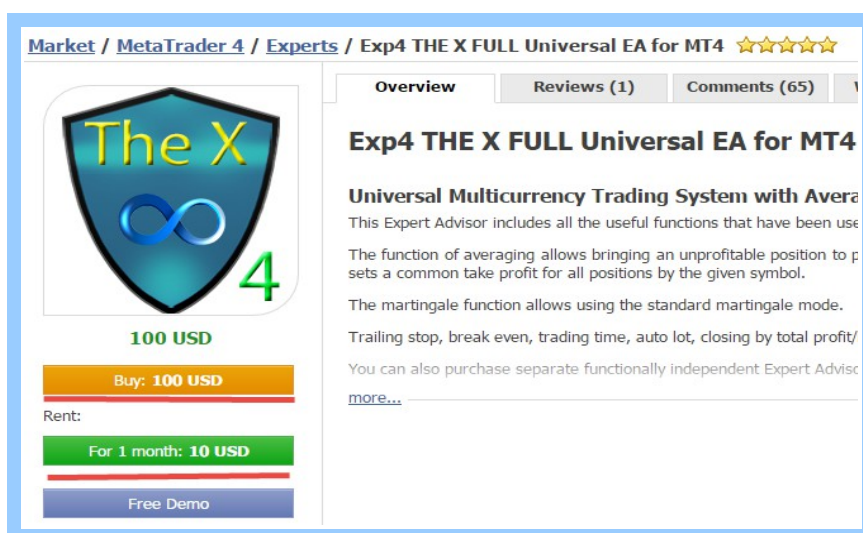 Market / MetaTrader 4 / Experts / Exp4 THE X FULL Universal EA for MT4
Overview
Reviews (1)
Comments (65)
The X
4
100 USD
Buy: 100 USD
Rent:
For 1 month: 10 USD
Free Demo
Exp4 THE X FULL Universal EA for MT4
Universal Multicurrency Trading System with
This Expert Advisor includes all the useful functions that have been
The function of averaging allows bringing an unprofitable position to
sets a common take profit for all positions by the given symbol.
The martingale function allows using the standard martingale mode.
Trailing stop, break even, trading time, auto lot, closing by total profit/
You can also purchase separate functionally independent Expert
more...